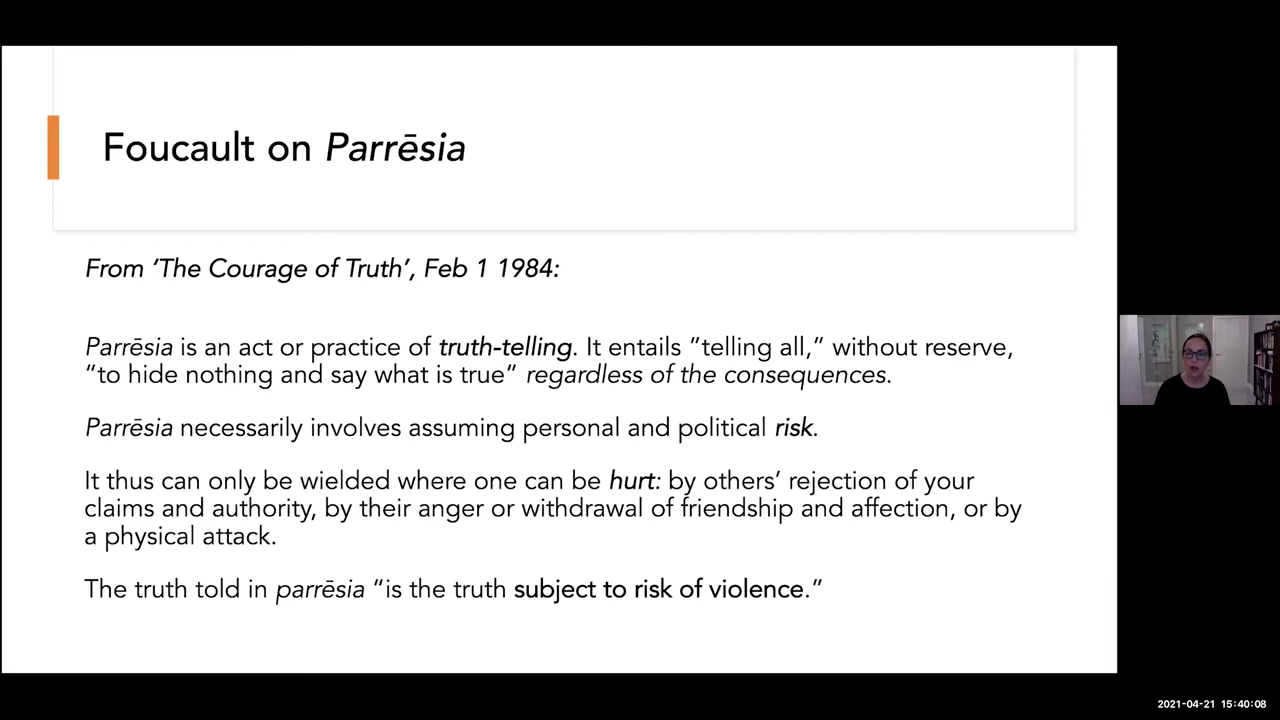 Foucault on Parrēsia
From ‘The Courage of Truth’, Feb 1 1984:
Parrēsia is an act or practice of truth-telling. It entails “telling all,” without reserve,
“to hide nothing and say what is true” regardless of the consequences.
Parrēsia necessarily involves assuming personal and political risk.
It thus can only be wielded where one can be hurt: by others’ rejection of your
claims and authority, by their anger or withdrawal of friendship and affection, or by
a physical attack.
The truth told in parrēsia “is the truth subject to risk of violence.”
2021-04-21 15:40:08